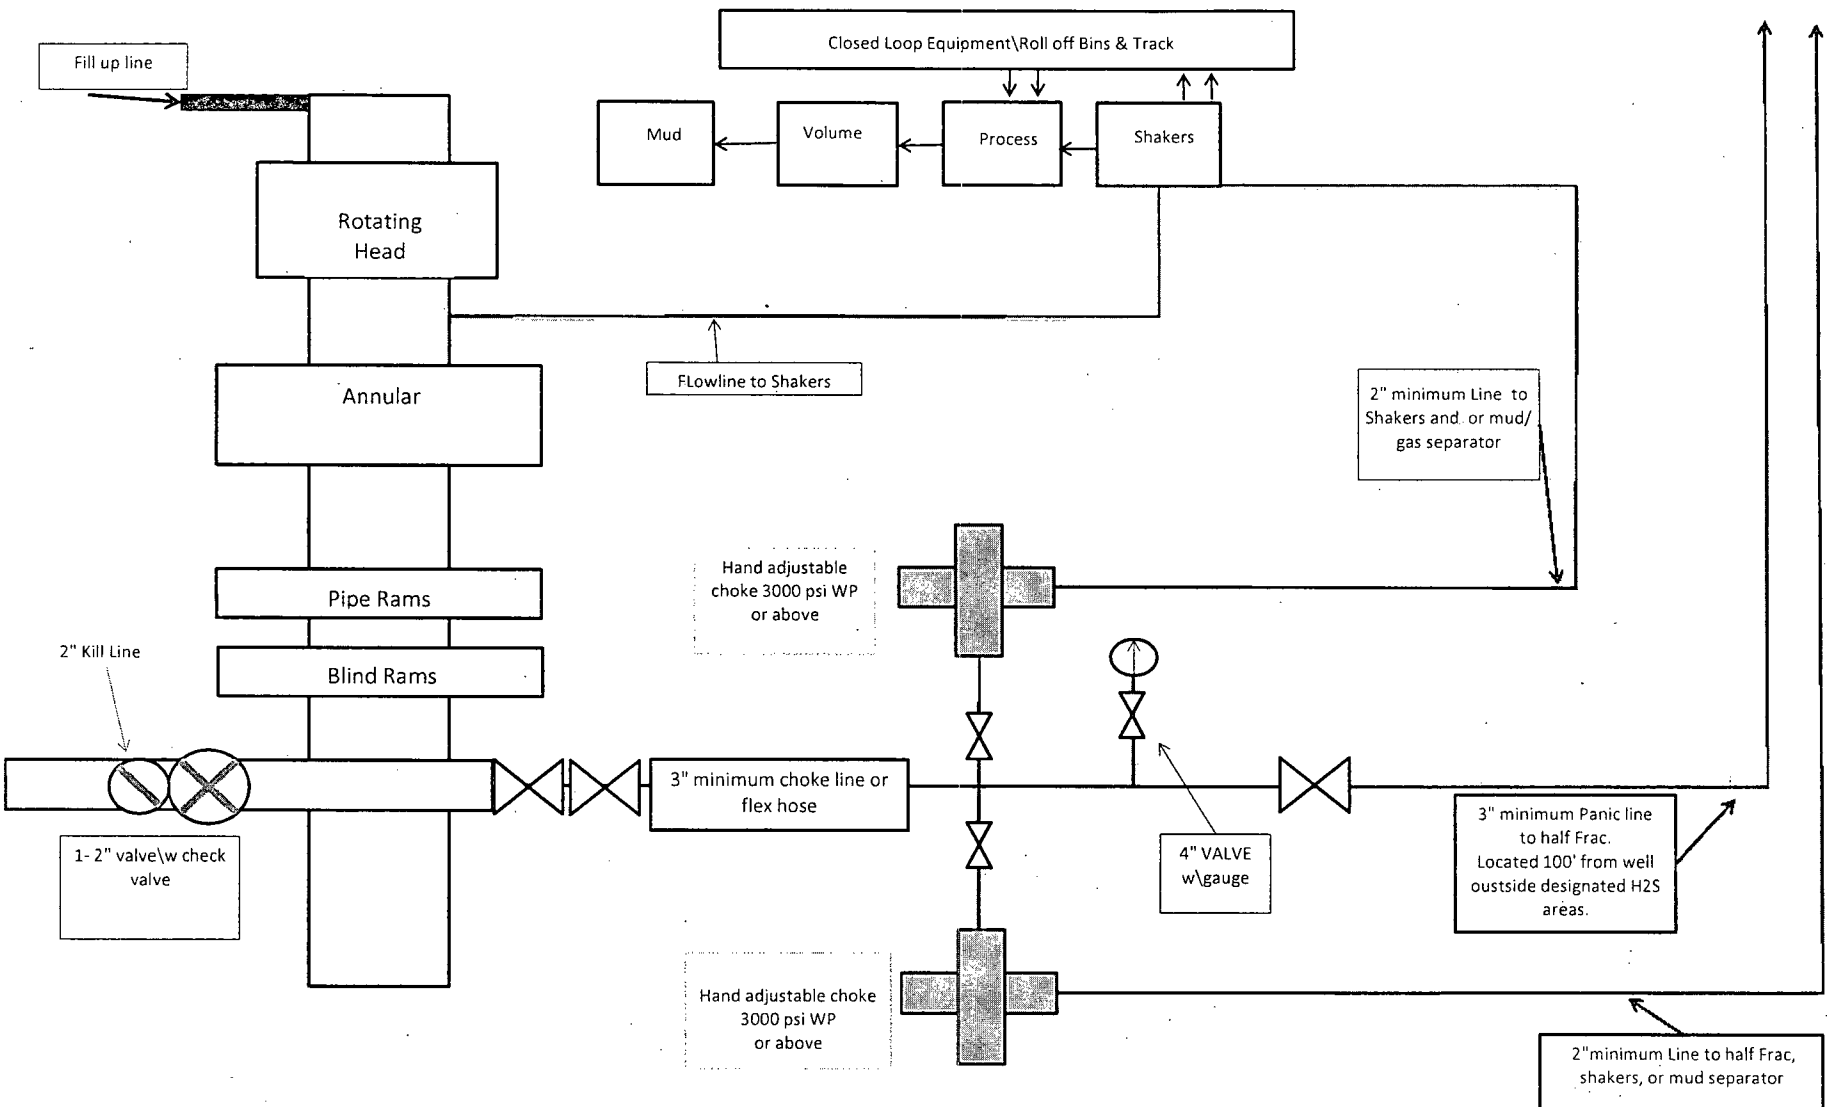 Closed Loop Equipment\Roll off Bins & Track
Fill up line
Mud
Volume
Process
Shakers
Rotating
Head
FLowline to Shakers
Annular
2" minimum Line to
Shakers and or mud/
gas separator
Hand adjustable
choke 3000 psi WP
or above
Pipe Rams
2" Kill Line
Blind Rams
3" minimum choke line or
flex hose
1- 2" valve\w check
valve
4" VALVE
w\gauge
3" minimum Panic line
to half Frac.
Located 100' from well
oustside designated H2S
areas.
Hand adjustable choke
3000 psi WP
or above
2"minimum Line to half Frac,
shakers, or mud separator